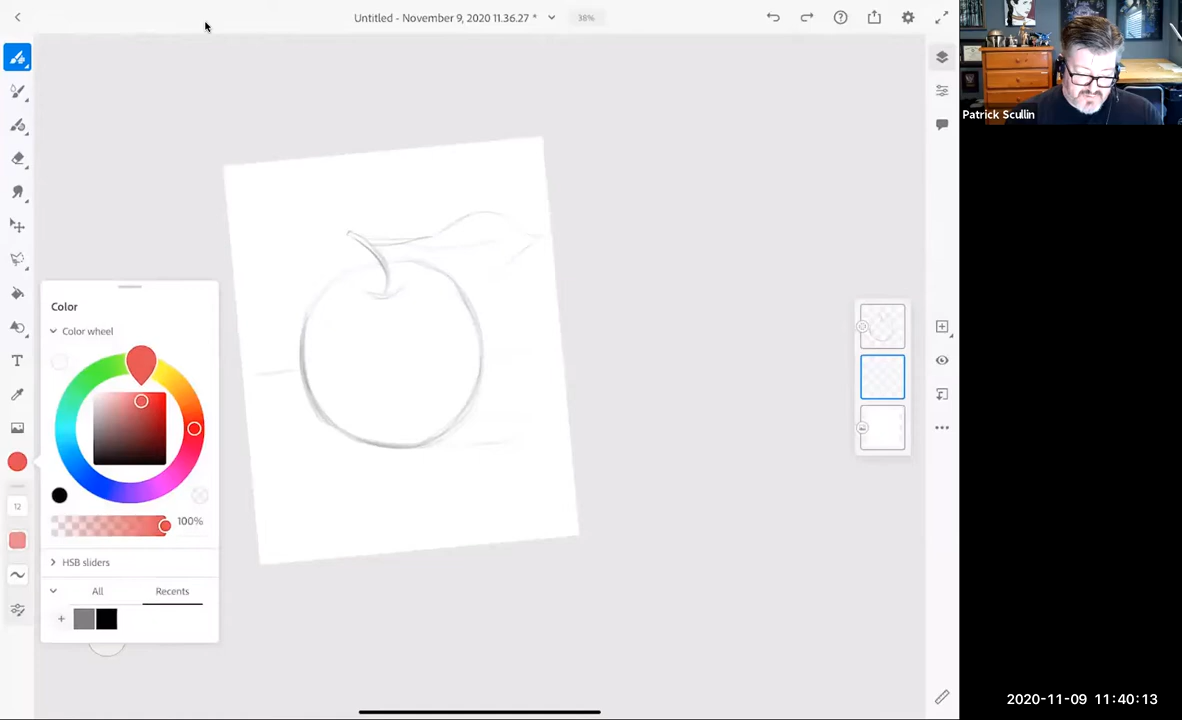 Untitled - November 9, 2020 11.36.27 *
38%
Patrick Scullin
Color
Color wheel
100%
12
HSB sliders
All
Recents
2020-11-09 11:40:13